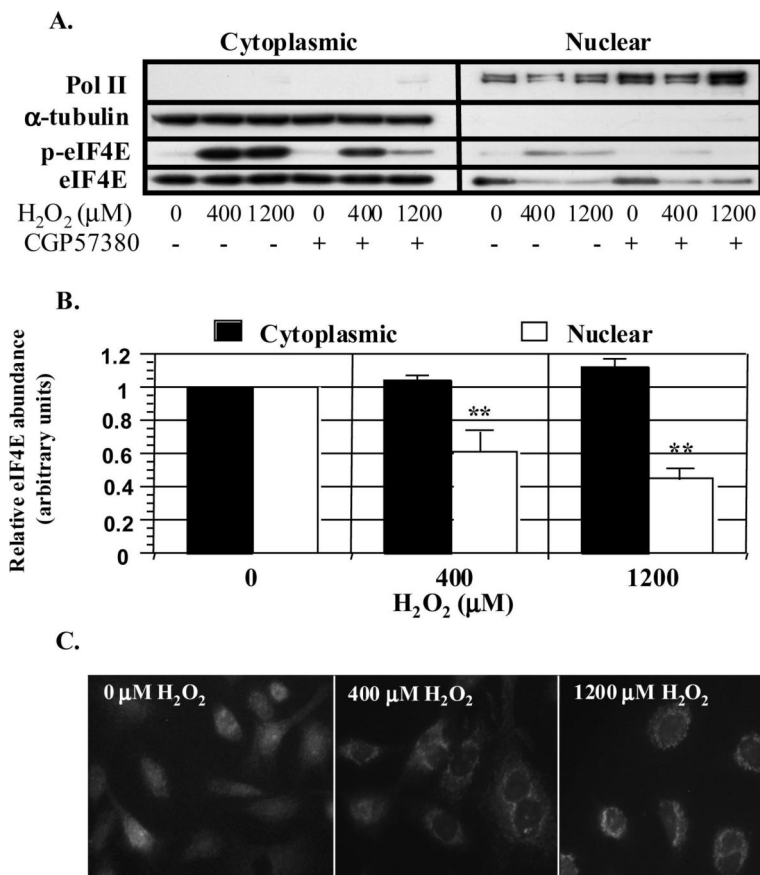 A.
Cytoplasmic Nuclear
Pol II
α-tubulin
p-eIF4E
eIF4E
H₂O₂ (μM) 0 400 1200 0 400 1200 0 400 1200 0 400 1200
CGP57380 - - - + + + - - - + + +
B.
Cytoplasmic Nuclear
Relative eIF4E abundance
(arbitrary units)
1.2
1
0.8
0.6
0.4
0.2
0
** **
0 400 1200
H₂O₂ (μM)
C.
0 μM H₂O₂ 400 μM H₂O₂ 1200 μM H₂O₂